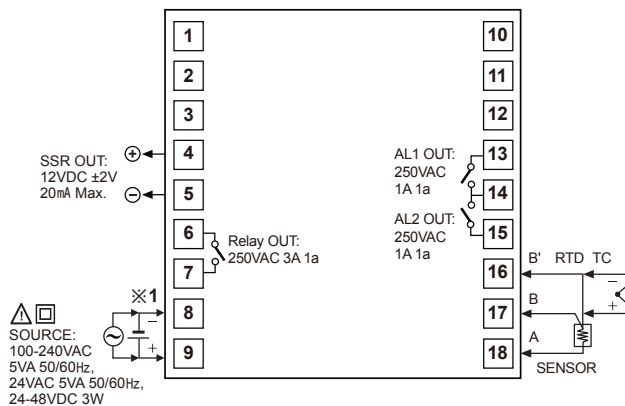 1
2
3
4
5
6
7
8
9
10
11
12
13
14
15
16
17
18
SSR OUT:
12VDC ±2V
20mA Max.
+
−
Relay OUT:
250VAC 3A 1a
※1
−
+
SOURCE:
100-240VAC
5VA 50/60Hz,
24VAC 5VA 50/60Hz,
24-48VDC 3W
AL1 OUT:
250VAC
1A 1a
AL2 OUT:
250VAC
1A 1a
B' RTD TC
−
B
+
A
SENSOR